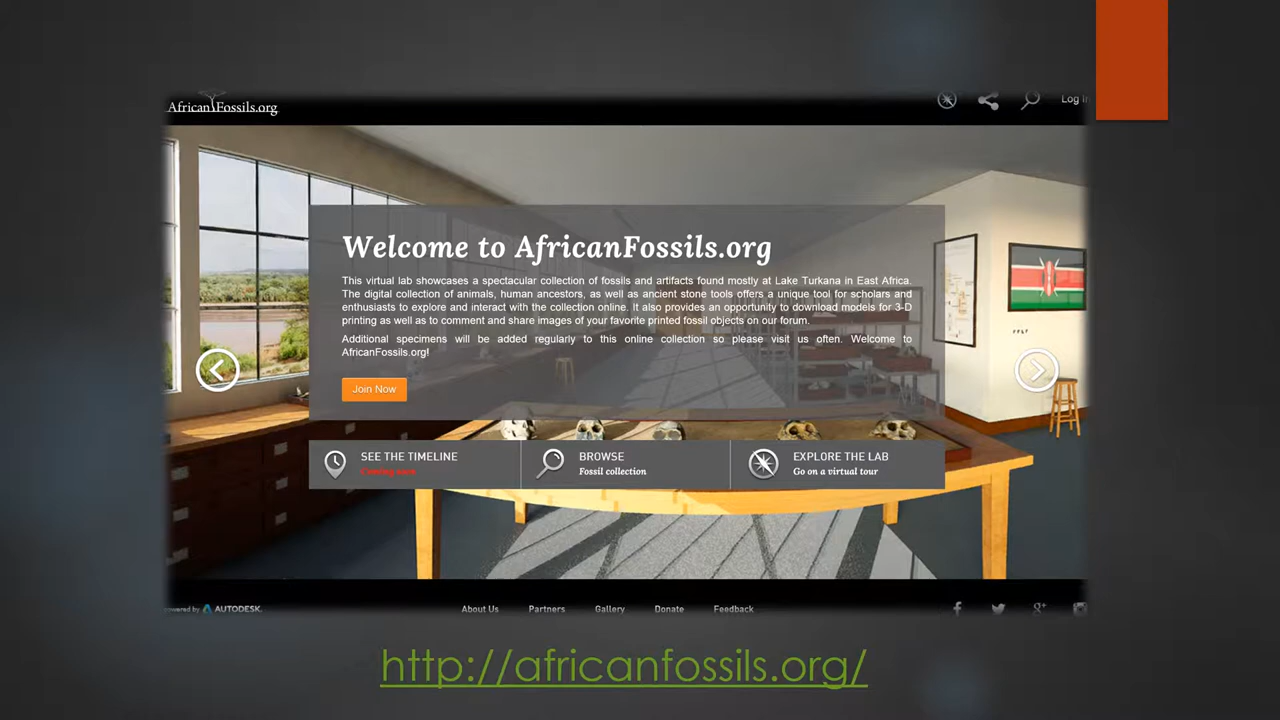 AfricanFossils.org
Log In
Welcome to AfricanFossils.org
This virtual lab showcases a spectacular collection of fossils and artifacts found mostly at Lake Turkana in East Africa.
The digital collection of animals, human ancestors, as well as ancient stone tools offers a unique tool for scholars and
enthusiasts to explore and interact with the collection online. It also provides an opportunity to download models for 3-D
printing as well as to comment and share images of your favorite printed fossil objects on our forum.
Additional specimens will be added regularly to this online collection so please visit us often. Welcome to
AfricanFossils.org!
Join Now
SEE THE TIMELINE
Coming soon
BROWSE
Fossil collection
EXPLORE THE LAB
Go on a virtual tour
powered by AUTODESK.
About Us Partners Gallery Donate Feedback
http://africanfossils.org/